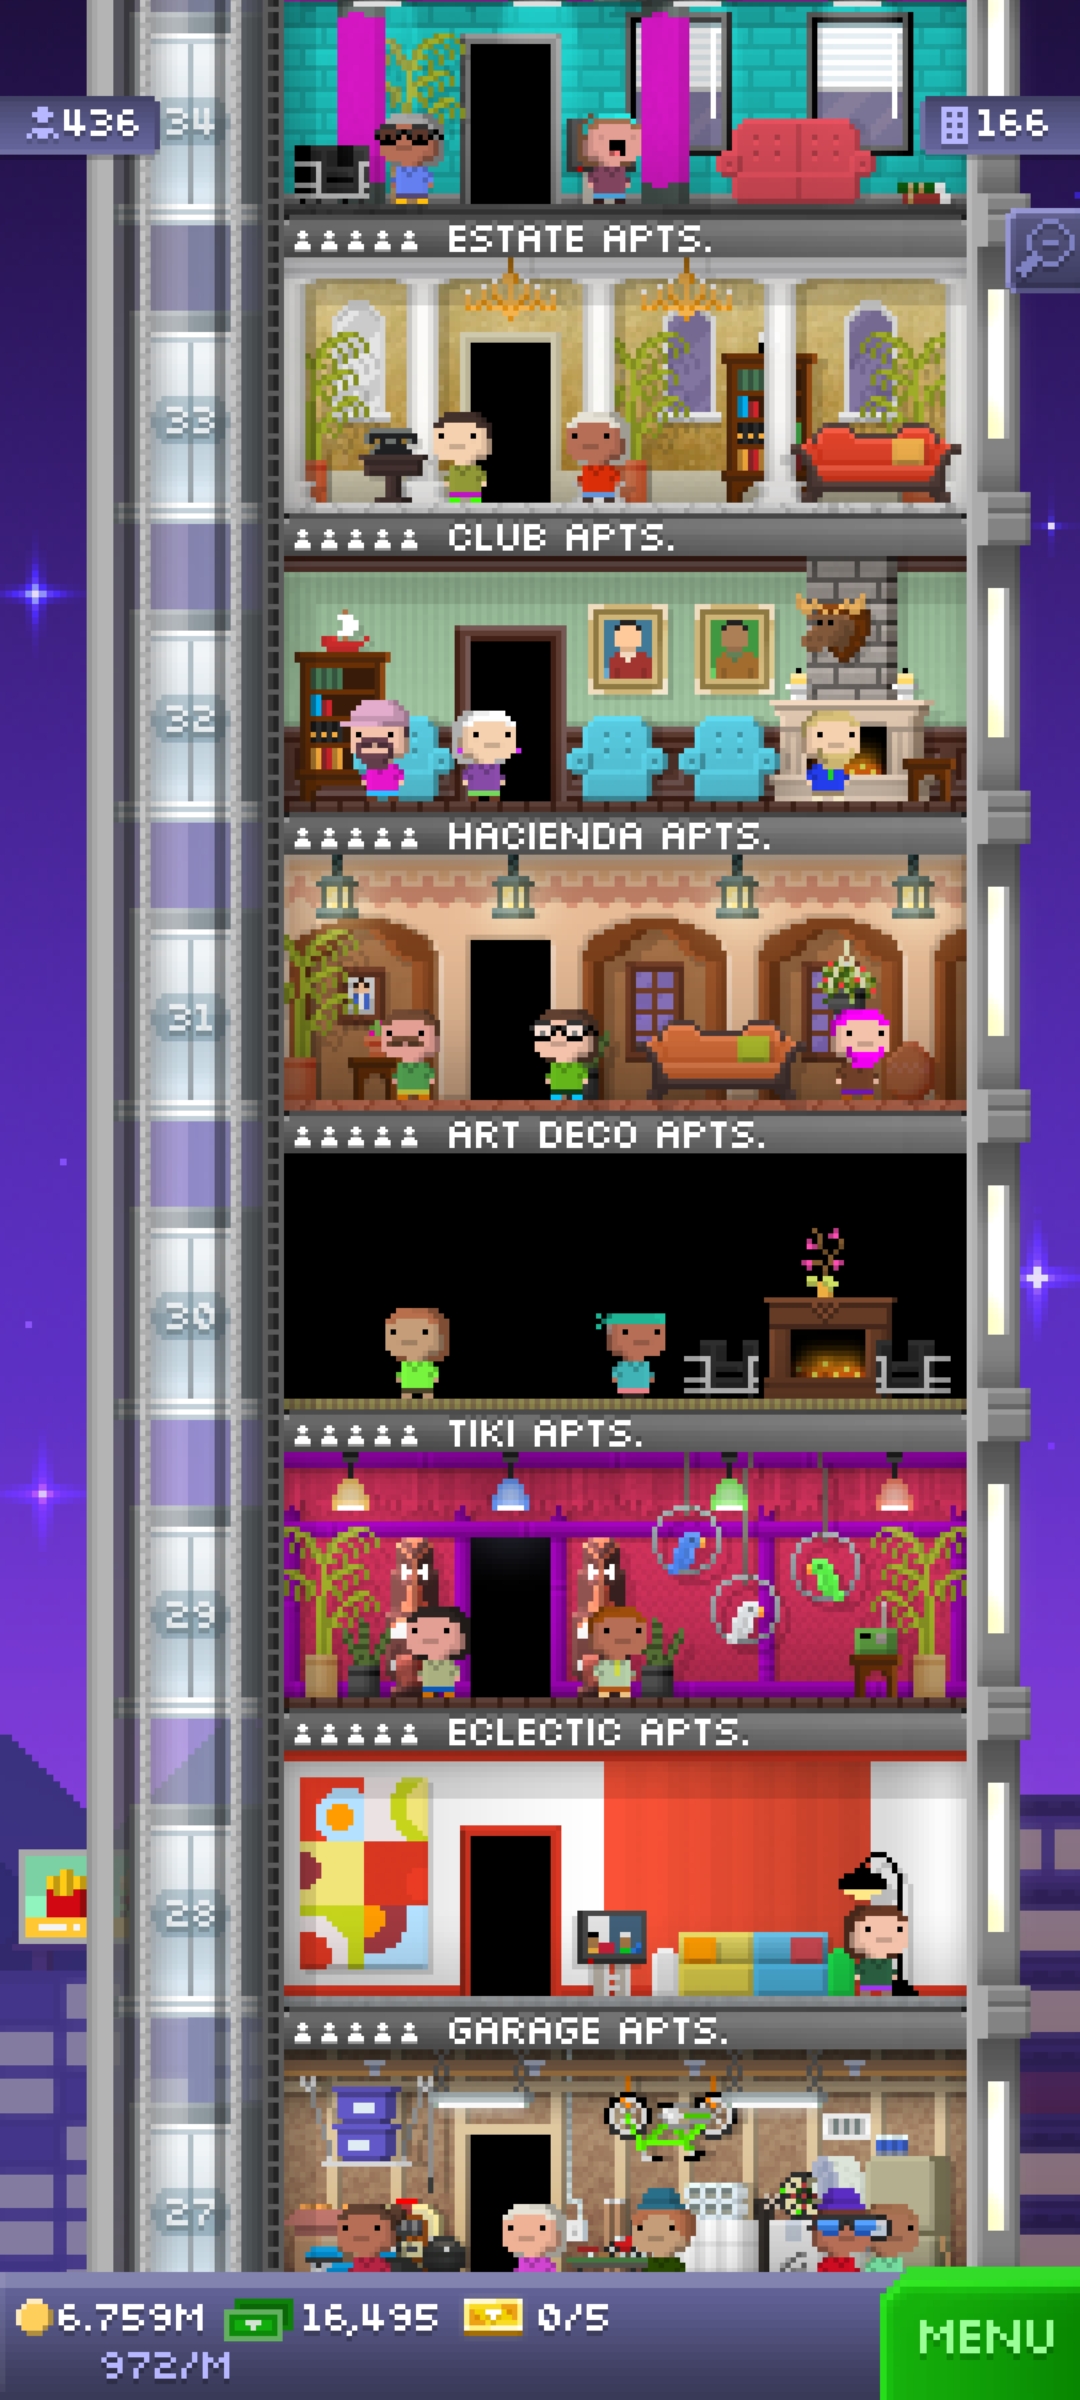 436
34
166
ESTATE APTS.
33
CLUB APTS.
32
HACIENDA APTS.
31
ART DECO APTS.
30
TIKI APTS.
29
ECLECTIC APTS.
28
GARAGE APTS.
27
6.759M 16,495 0/5
972/M
MENU